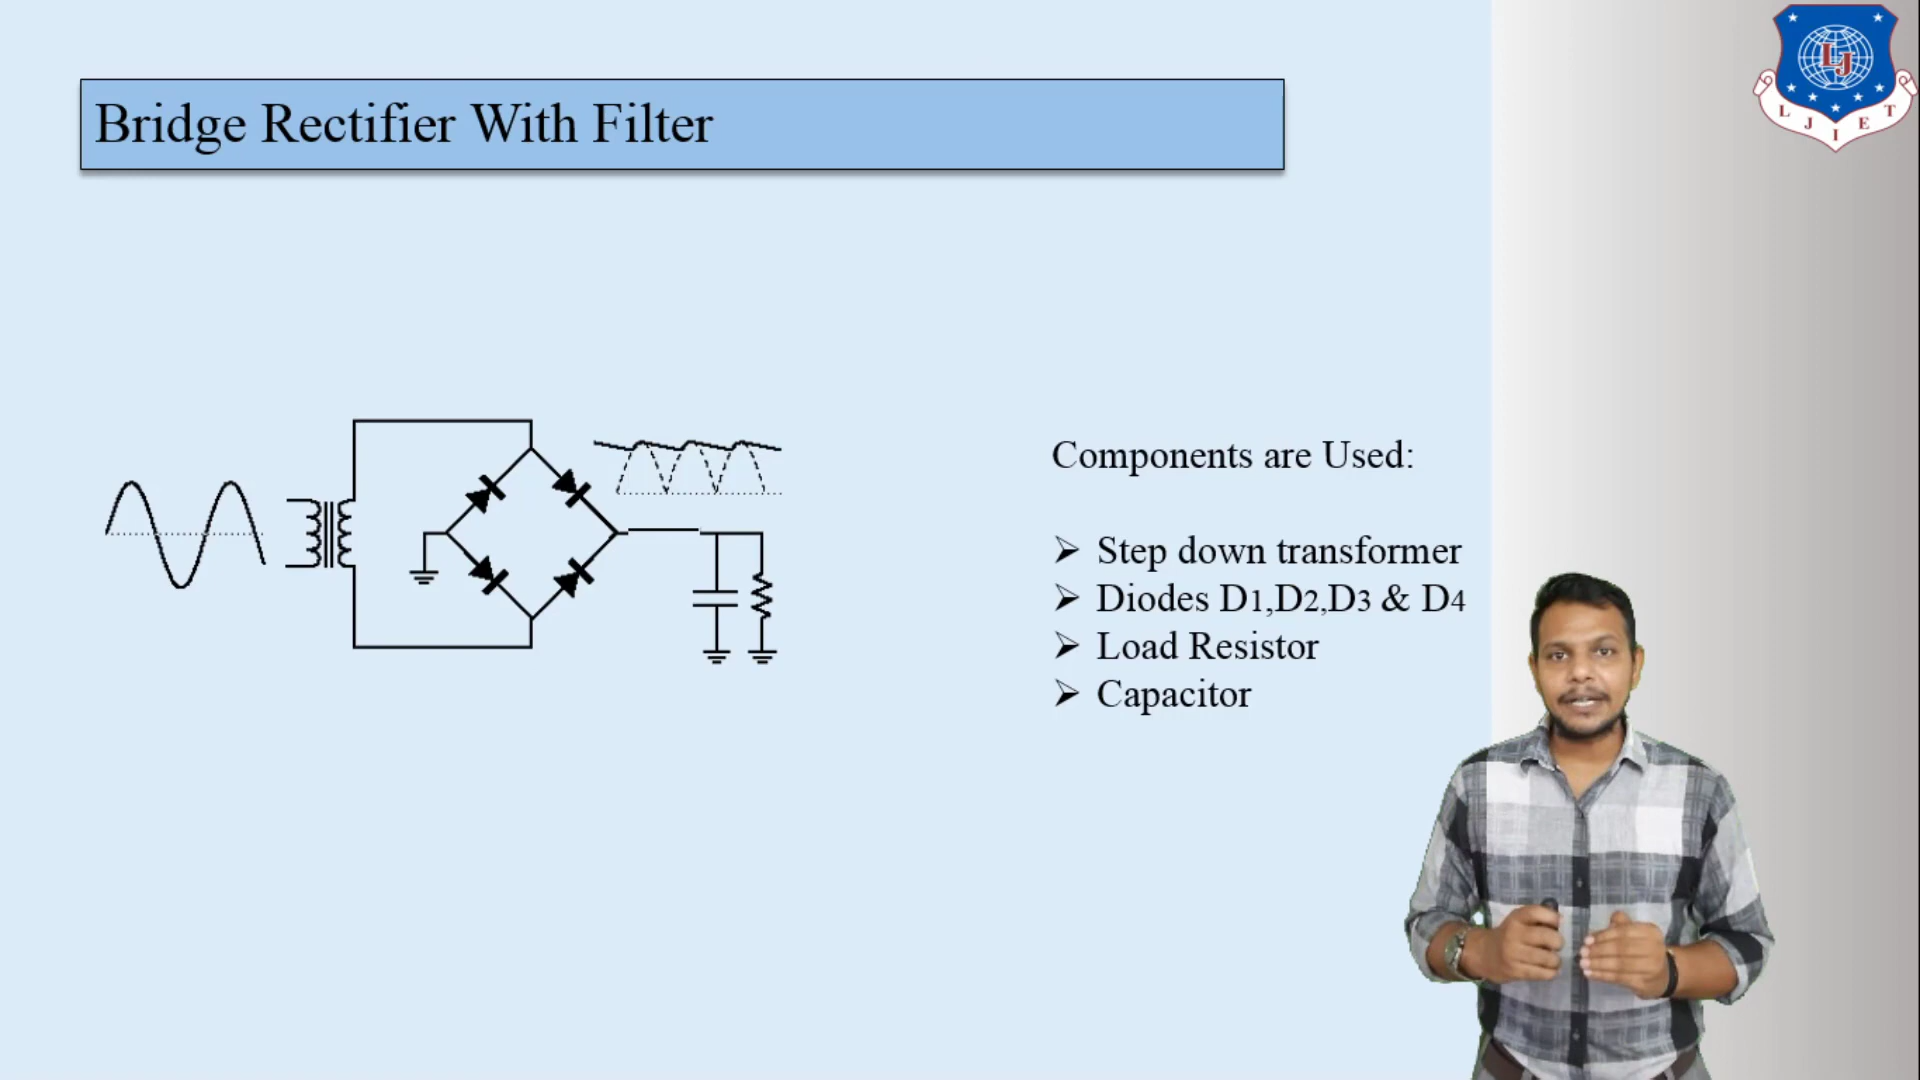 Bridge Rectifier With Filter
LJ
LJIET
Components are Used:
Step down transformer
Diodes D1,D2,D3 & D4
Load Resistor
Capacitor